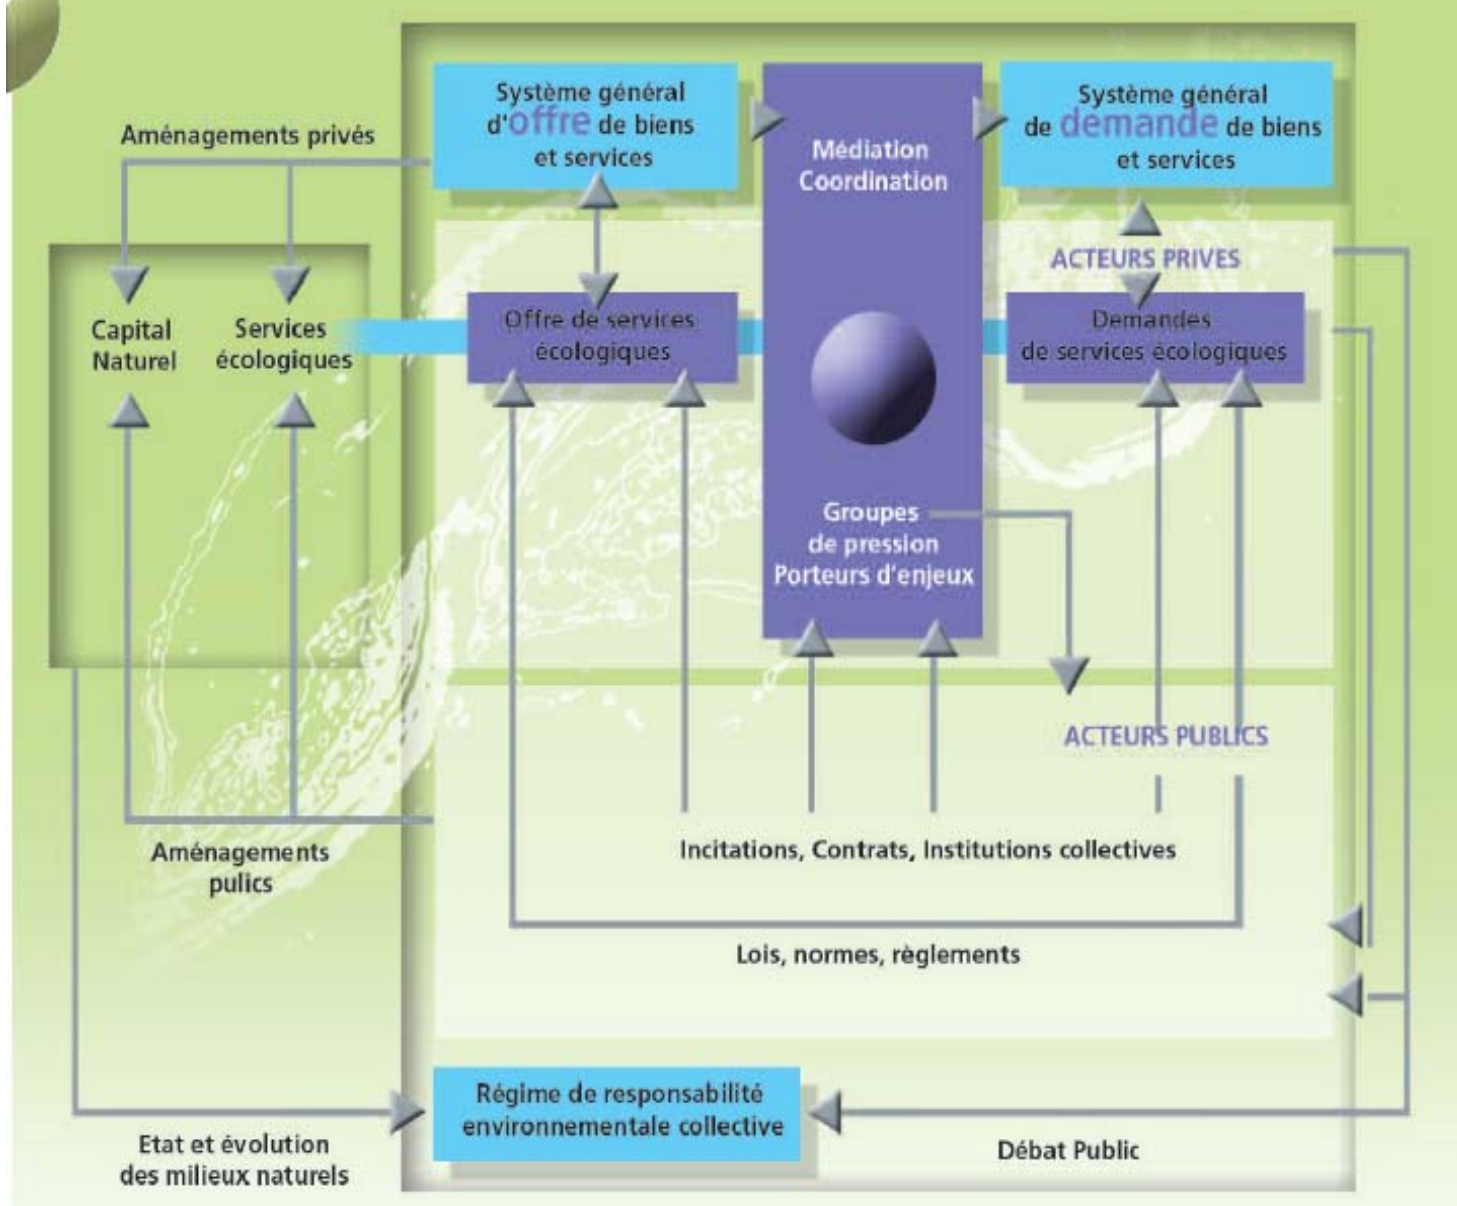 Système général
d'offre de biens
et services
Système général
de demande de biens
et services
Aménagements privés
Médiation
Coordination
ACTEURS PRIVES
Capital
Naturel
Services
écologiques
Offre de services
écologiques
Demandes
de services écologiques
Groupes
de pression
Porteurs d'enjeux
ACTEURS PUBLICS
Aménagements
pulics
Incitations, Contrats, Institutions collectives
Lois, normes, règlements
Régime de responsabilité
environnementale collective
Etat et évolution
des milieux naturels
Débat Public